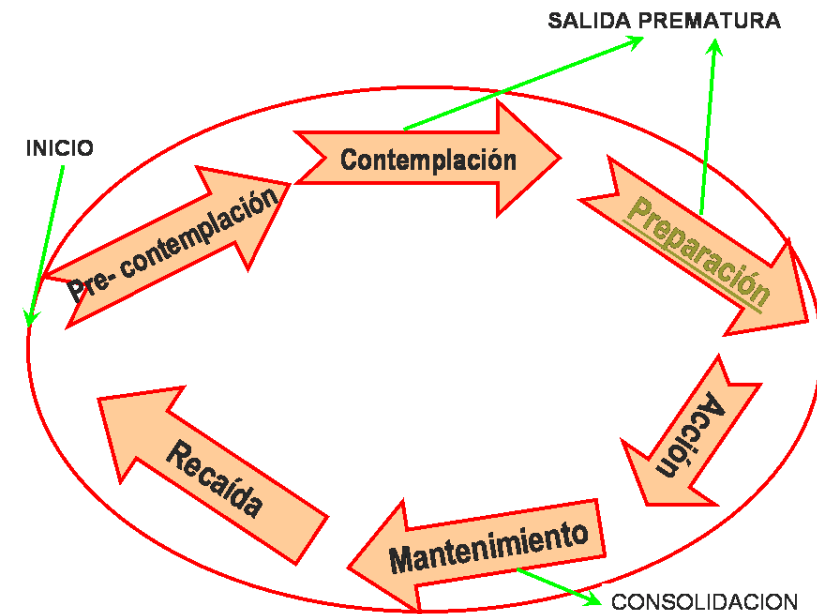 SALIDA PREMATURA
INICIO
Contemplación
Pre- contemplación
Preparación
Acción
Recaída
Mantenimiento
CONSOLIDACION